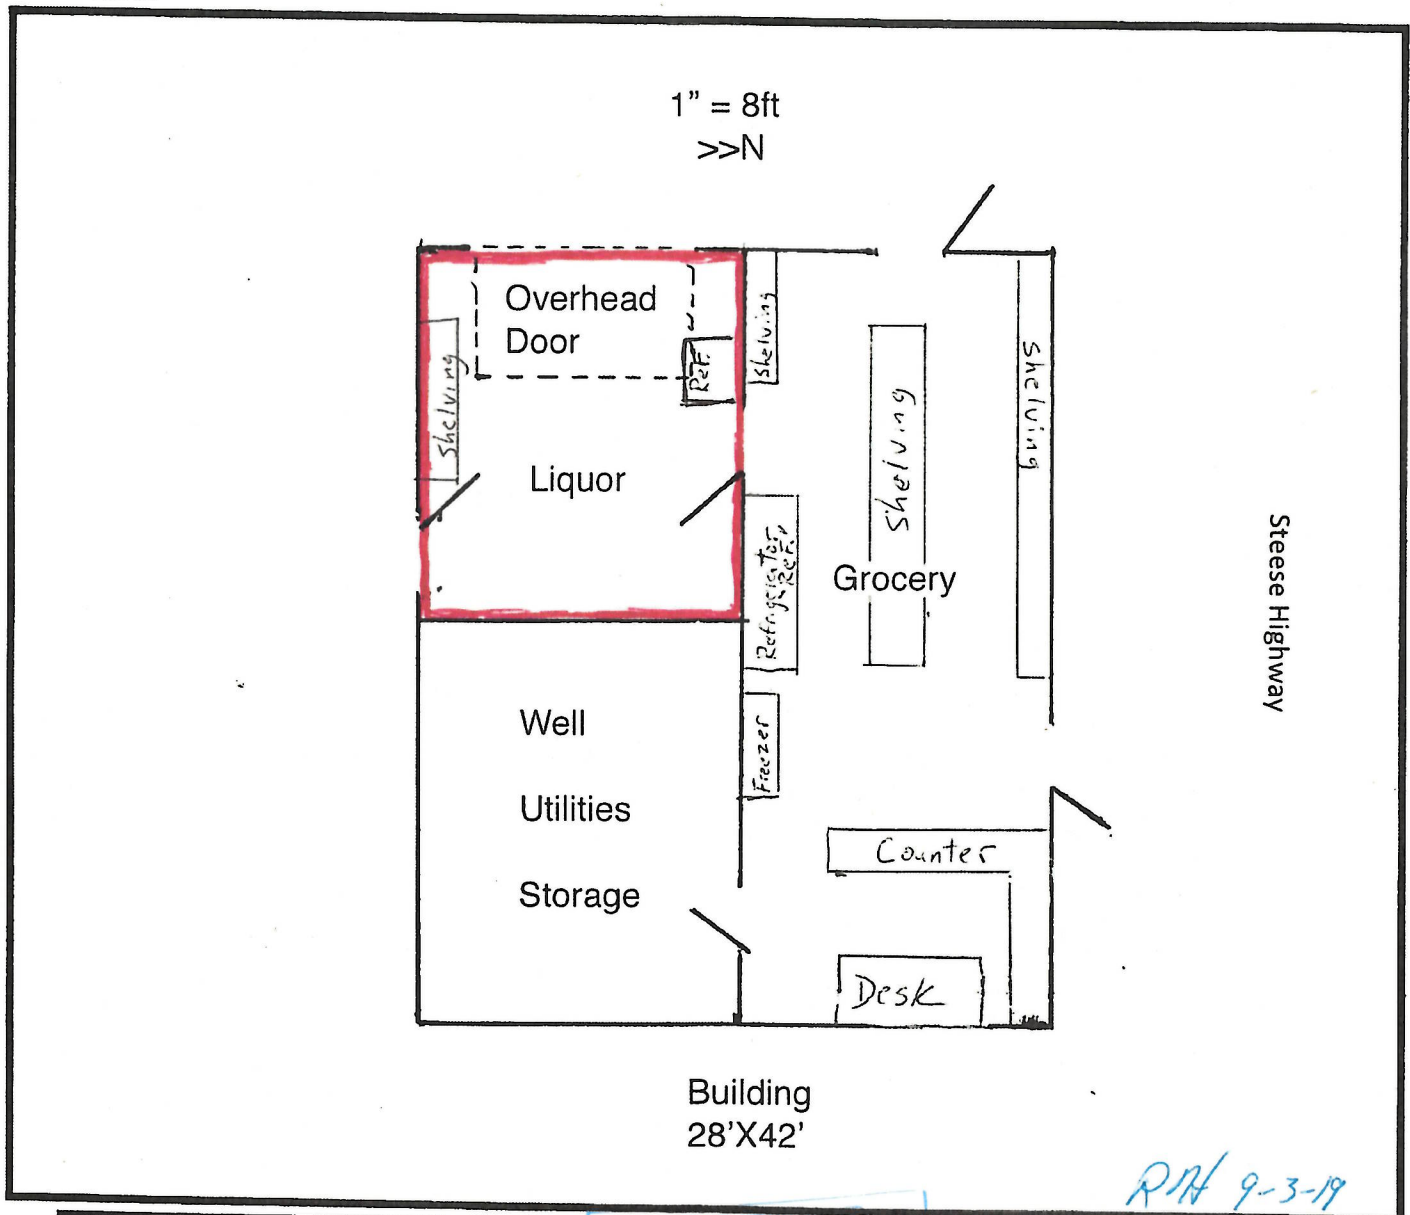 1” = 8ft
>>N
Overhead
Door
Shelving
Ref.
Shelving
Shelving
Shelving
Liquor
Refrigerator
Ref.
Grocery
Steese Highway
Well
Freezer
Utilities
Counter
Storage
Desk
Building
28'X42'
9-3-19